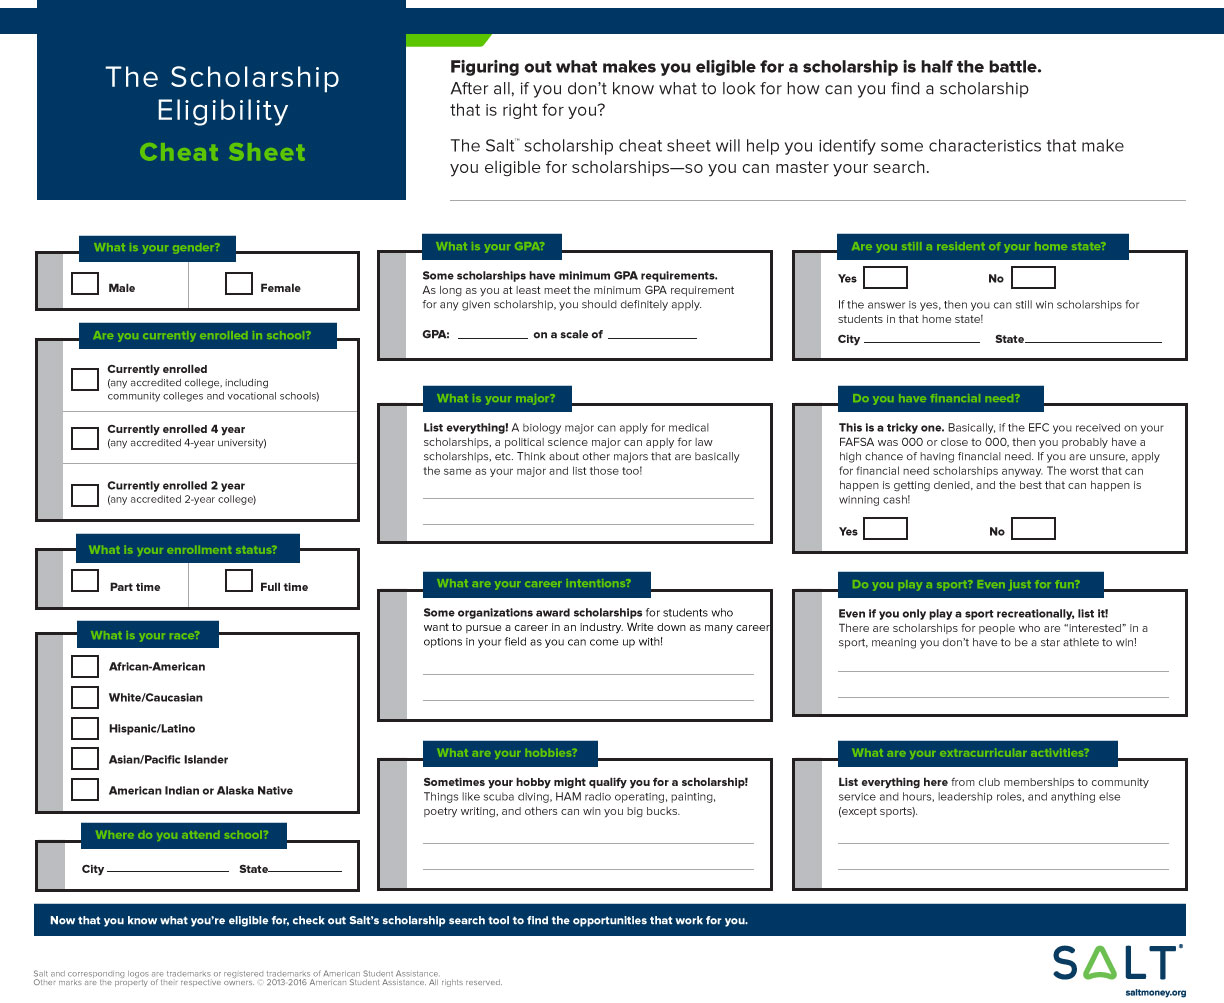 The Scholarship
Eligibility
Cheat Sheet
Figuring out what makes you eligible for a scholarship is half the battle.
After all, if you don’t know what to look for how can you find a scholarship
that is right for you?
The Salt™ scholarship cheat sheet will help you identify some characteristics that make
you eligible for scholarships—so you can master your search.
What is your gender?
Male
Female
Are you currently enrolled in school?
Currently enrolled
(any accredited college, including
community colleges and vocational schools)
Currently enrolled 4 year
(any accredited 4-year university)
Currently enrolled 2 year
(any accredited 2-year college)
What is your enrollment status?
Part time
Full time
What is your race?
African-American
White/Caucasian
Hispanic/Latino
Asian/Pacific Islander
American Indian or Alaska Native
Where do you attend school?
City
State
What is your GPA?
Some scholarships have minimum GPA requirements.
As long as you at least meet the minimum GPA requirement
for any given scholarship, you should definitely apply.
GPA: on a scale of
What is your major?
List everything! A biology major can apply for medical
scholarships, a political science major can apply for law
scholarships, etc. Think about other majors that are basically
the same as your major and list those too!
What are your career intentions?
Some organizations award scholarships for students who
want to pursue a career in an industry. Write down as many career
options in your field as you can come up with!
What are your hobbies?
Sometimes your hobby might qualify you for a scholarship!
Things like scuba diving, HAM radio operating, painting,
poetry writing, and others can win you big bucks.
Are you still a resident of your home state?
Yes
No
If the answer is yes, then you can still win scholarships for
students in that home state!
City
State
Do you have financial need?
This is a tricky one. Basically, if the EFC you received on your
FAFSA was 000 or close to 000, then you probably have a
high chance of having financial need. If you are unsure, apply
for financial need scholarships anyway. The worst that can
happen is getting denied, and the best that can happen is
winning cash!
Yes
No
Do you play a sport? Even just for fun?
Even if you only play a sport recreationally, list it!
There are scholarships for people who are “interested” in a
sport, meaning you don’t have to be a star athlete to win!
What are your extracurricular activities?
List everything here from club memberships to community
service and hours, leadership roles, and anything else
(except sports).
Now that you know what you’re eligible for, check out Salt’s scholarship search tool to find the opportunities that work for you.
Salt and corresponding logos are trademarks or registered trademarks of American Student Assistance.
Other marks are the property of their respective owners. © 2013-2016 American Student Assistance. All rights reserved.
SALT®
saltmoney.org